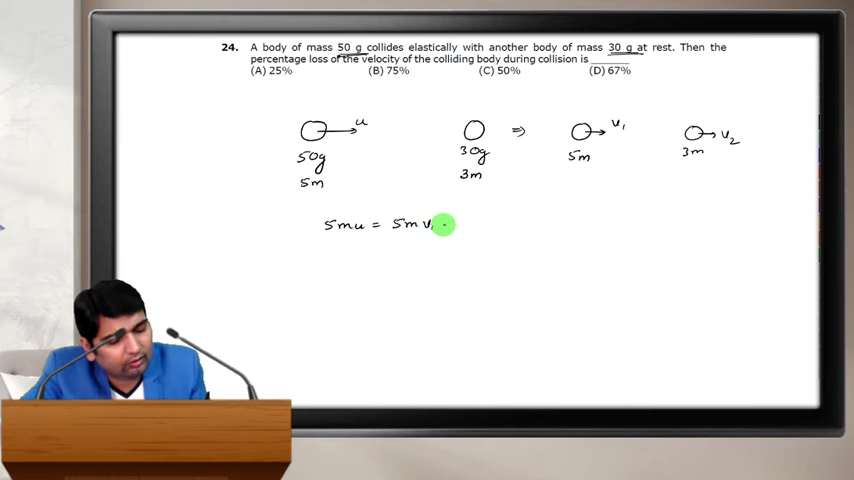 24. A body of mass 50 g collides elastically with another body of mass 30 g at rest. Then the
percentage loss of the velocity of the colliding body during collision is ______
(A) 25% (B) 75% (C) 50% (D) 67%
u ⇒ v₁ v₂
50g 30g 5m 3m
5m 3m
5mu = 5mv₁